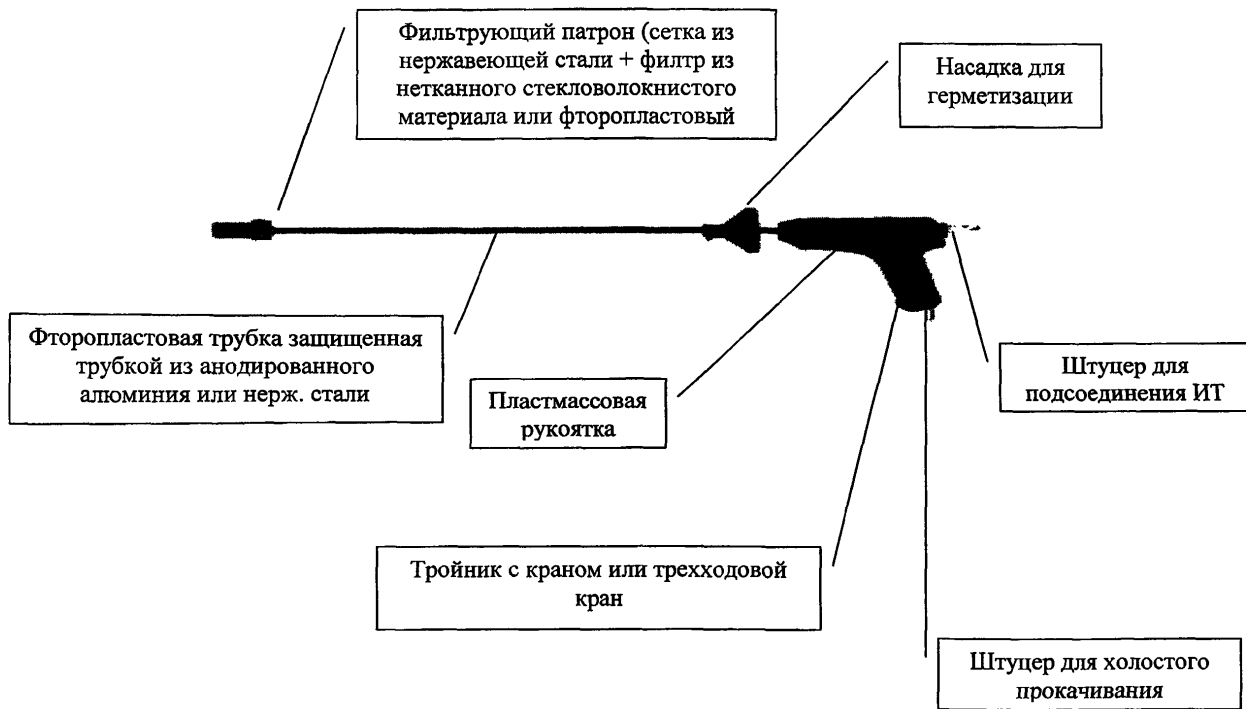 Фильтрующий патрон (сетка из
нержавеющей стали + филтр из
нетканного стекловолокнистого
материала или фторопластовый
Насадка для
герметизации
Фторопластовая трубка защищенная
трубкой из анодированного
алюминия или нерж. стали
Пластмассовая
рукоятка
Штуцер для
подсоединения ИТ
Тройник с краном или трехходовой
кран
Штуцер для холостого
прокачивания